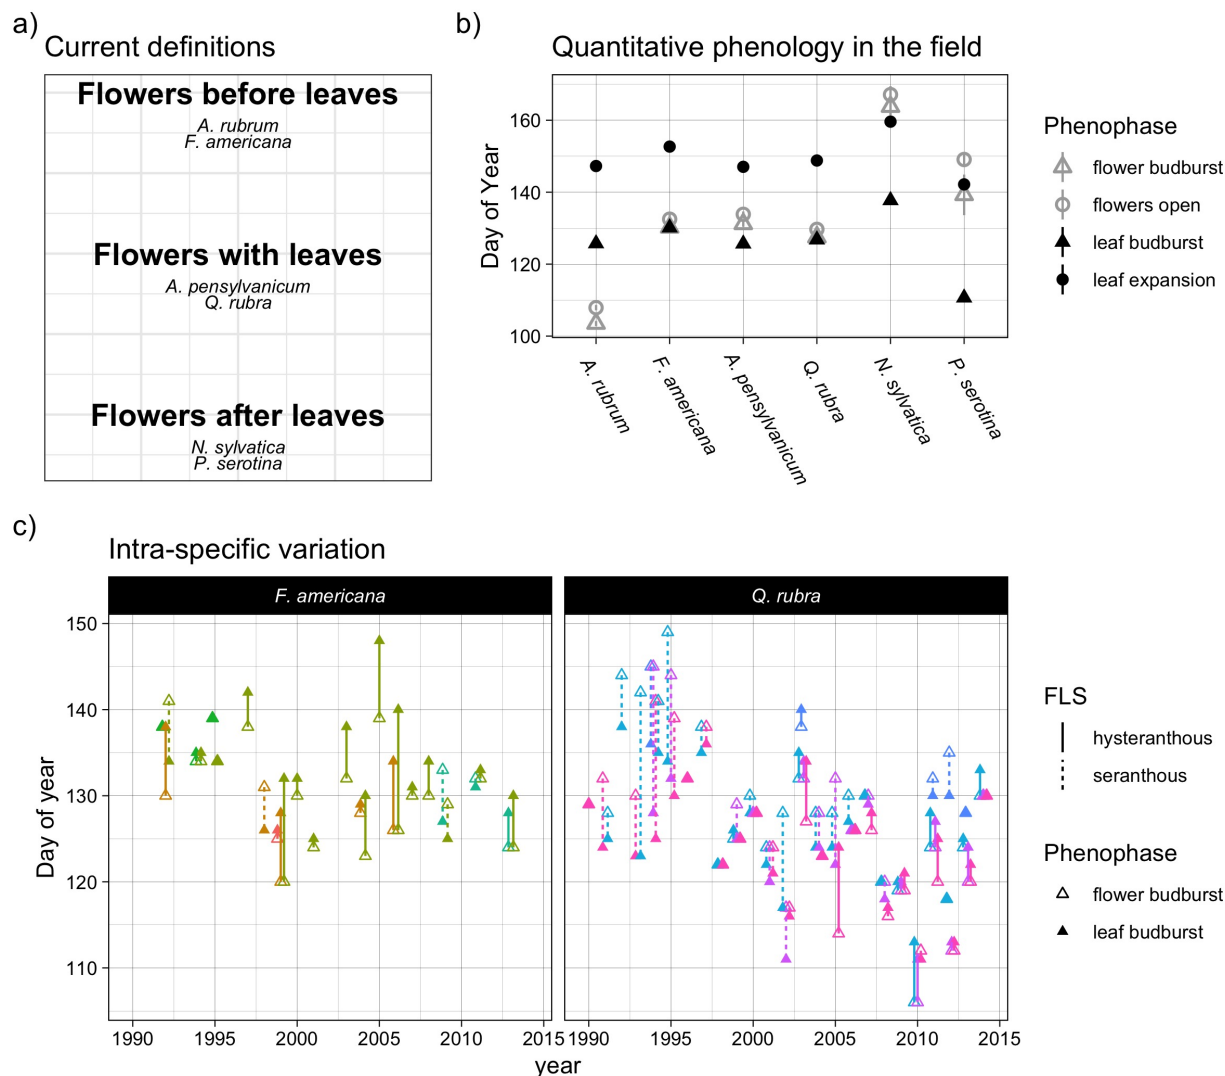 a)
Current definitions
Flowers before leaves
A. rubrum
F. americana
Flowers with leaves
A. pensylvanicum
Q. rubra
Flowers after leaves
N. sylvatica
P. serotina
b)
Quantitative phenology in the field
Day of Year
160
140
120
100
A. rubrum
F. americana
A. pensylvanicum
Q. rubra
N. sylvatica
P. serotina
Phenophase
flower budburst
flowers open
leaf budburst
leaf expansion
c)
Intra-specific variation
F. americana
Q. rubra
Day of year
150
140
130
120
110
1990
1995
2000
2005
2010
2015
1990
1995
2000
2005
2010
2015
year
FLS
hysteranthous
seranthous
Phenophase
flower budburst
leaf budburst